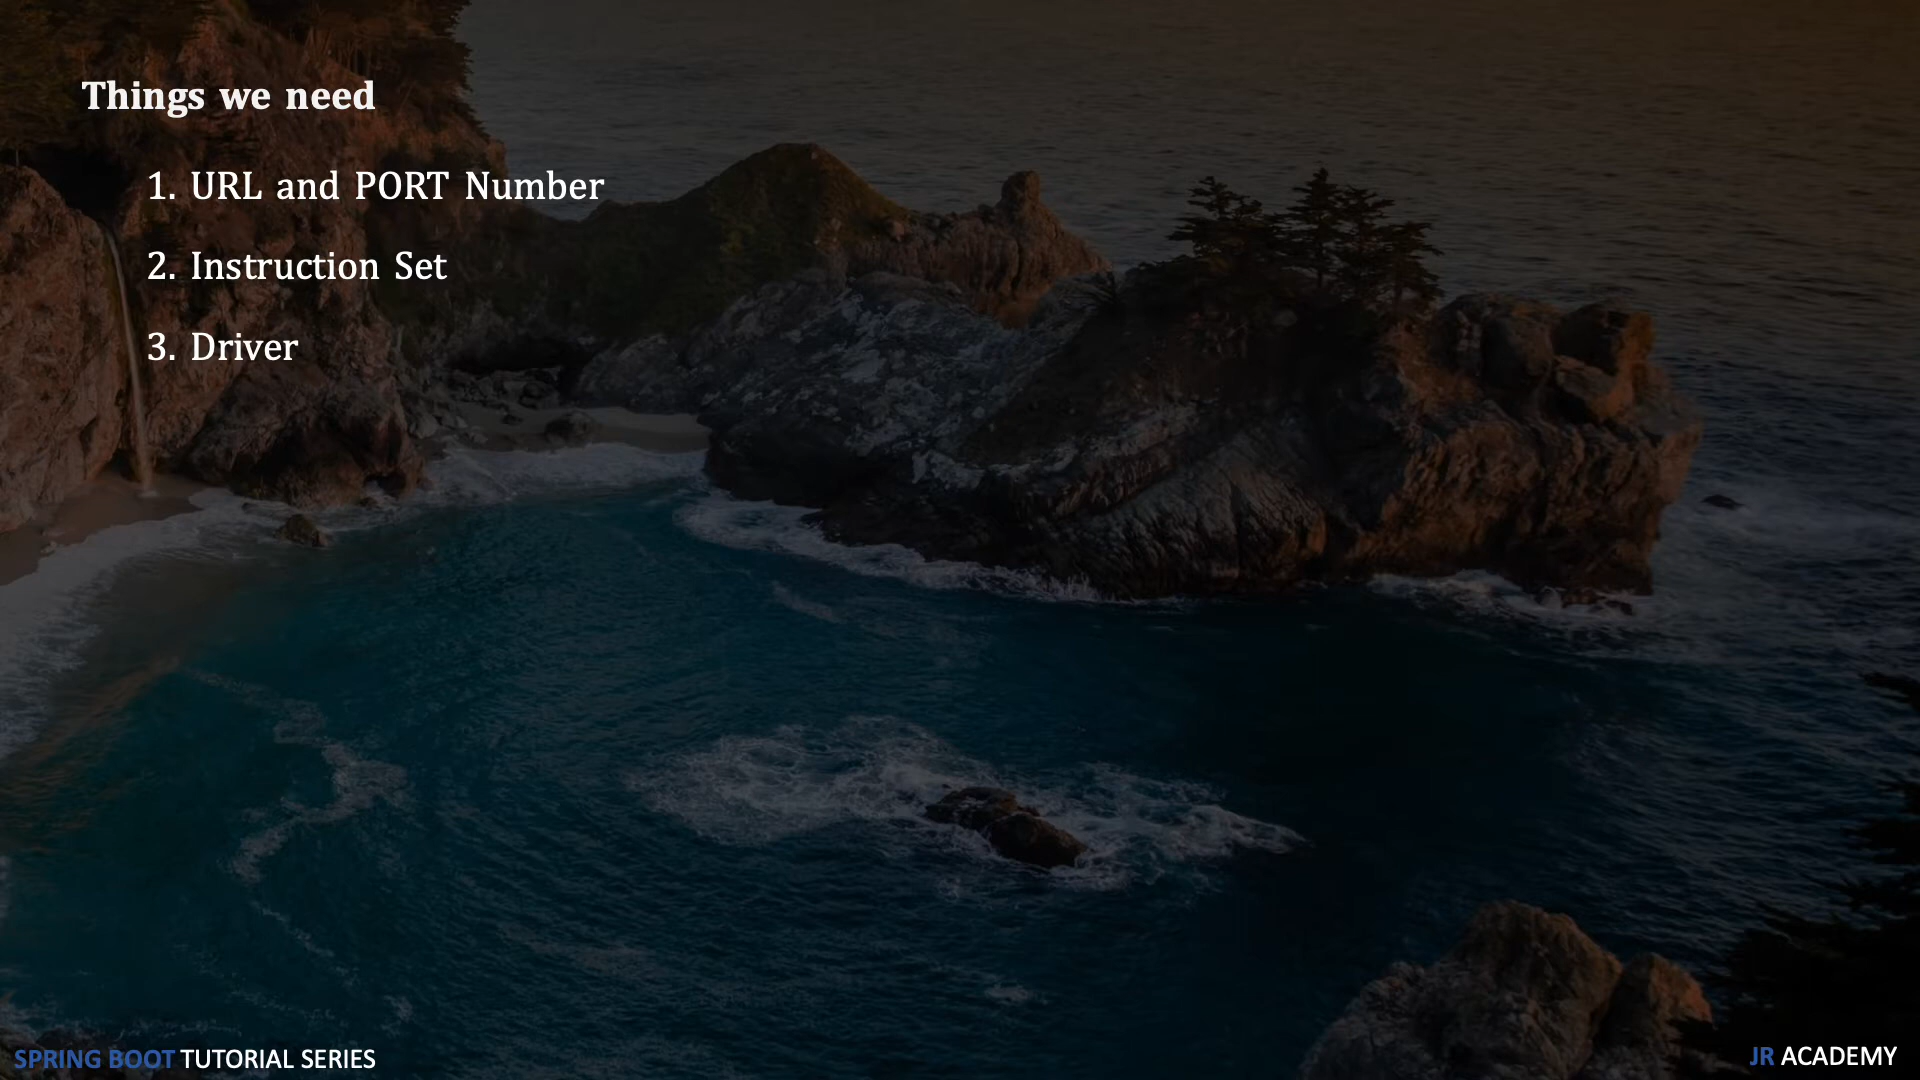 Things we need
1. URL and PORT Number
2. Instruction Set
3. Driver
SPRING BOOT TUTORIAL SERIES
JR ACADEMY